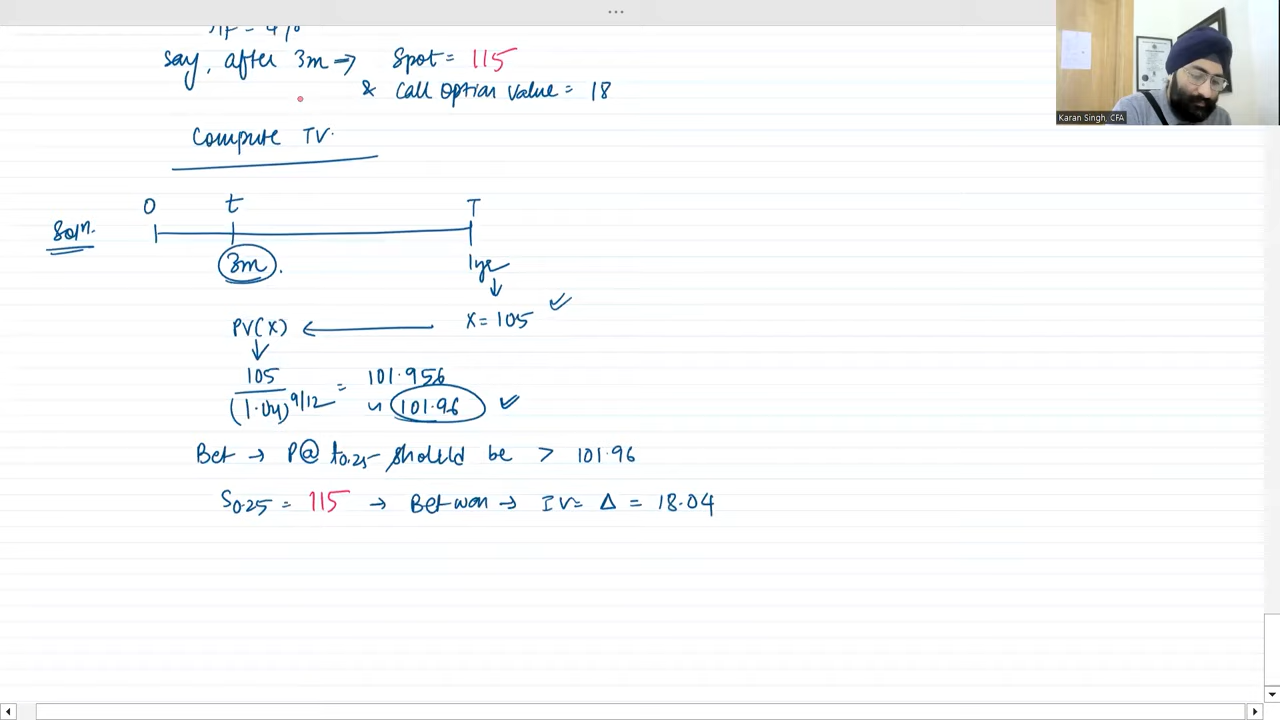 rf = 4%
Say, after 3m → Spot = 115
& Call Option value = 18
Compute TV.
0 t T
Soln.
3m. 1yr
X = 105 ✓
PV(X) ←
105 / (1.04)^9/12 = 101.956
≈ 101.96 ✓
Bet → P@ t0.25 should be > 101.96
S0.25 = 115 → Bet won → IV = Δ = 18.04
Karan Singh, CFA